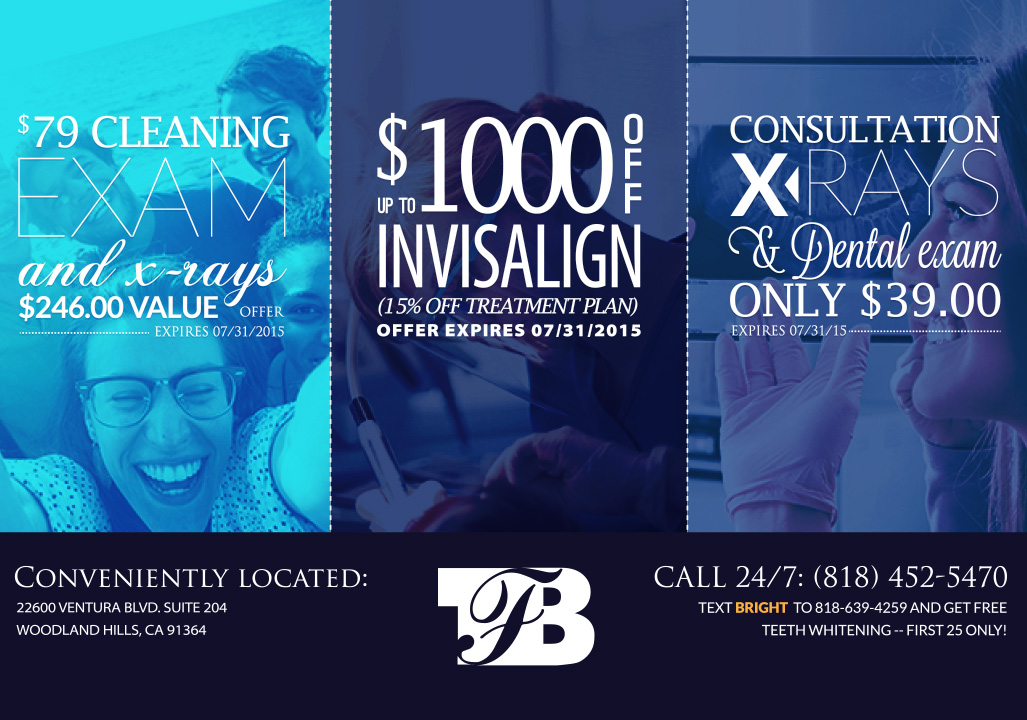 $79 CLEANING
EXAM
and x-rays
$246.00 VALUE OFFER
EXPIRES 07/31/2015
UP TO $1000 OFF
INVISALIGN
(15% OFF TREATMENT PLAN)
OFFER EXPIRES 07/31/2015
CONSULTATION
X-RAYS
& Dental exam
ONLY $39.00
EXPIRES 07/31/15
CONVENIENTLY LOCATED:
22600 VENTURA BLVD. SUITE 204
WOODLAND HILLS, CA 91364
TFB
CALL 24/7: (818) 452-5470
TEXT BRIGHT TO 818-639-4259 AND GET FREE
TEETH WHITENING -- FIRST 25 ONLY!